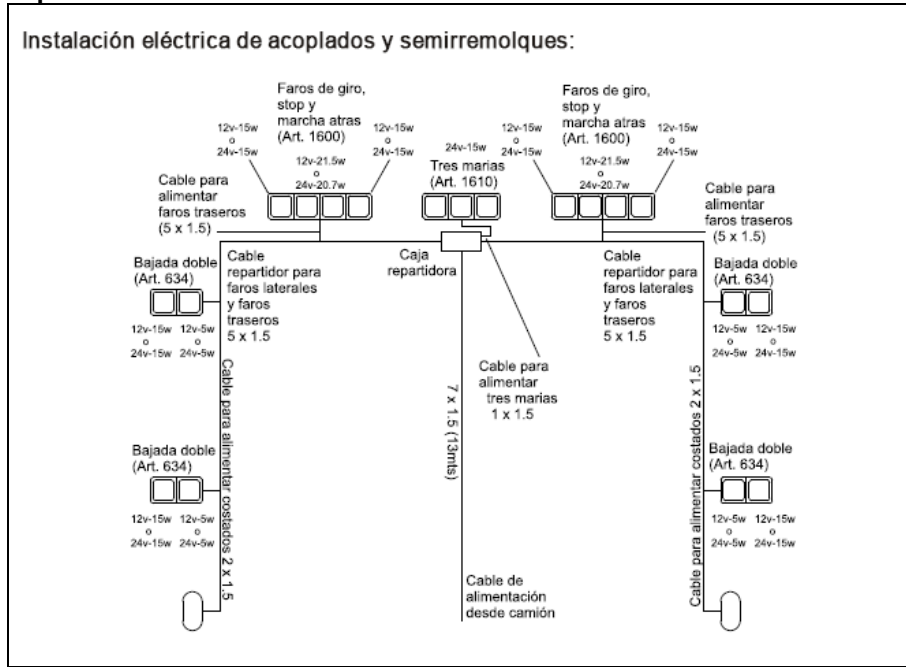 Instalación eléctrica de acoplados y semirremolques:
Faros de giro,
stop y
marcha atras
(Art. 1600)
12v-15w
o
24v-15w
12v-21.5w
o
24v-20.7w
12v-15w
o
24v-15w
24v-15w
Tres marias
(Art. 1610)
Faros de giro,
stop y
marcha atras
(Art. 1600)
12v-15w
o
24v-15w
12v-21.5w
o
24v-20.7w
12v-15w
o
24v-15w
Cable para
alimentar
faros traseros
(5 x 1.5)
Cable para
alimentar
faros traseros
(5 x 1.5)
Bajada doble
(Art. 634)
12v-15w 12v-5w
o o
24v-15w 24v-5w
Cable
repartidor para
faros laterales
y faros
traseros
5 x 1.5
Caja
repartidora
Cable
repartidor para
faros laterales
y faros
traseros
5 x 1.5
Bajada doble
(Art. 634)
12v-5w 12v-15w
o o
24v-5w 24v-15w
Cable para alimentar costados 2 x 1.5
7 x 1.5 (13mts)
Cable para
alimentar
tres marias
1 x 1.5
Cable para alimentar costados 2 x 1.5
Bajada doble
(Art. 634)
12v-15w 12v-5w
o o
24v-15w 24v-5w
Bajada doble
(Art. 634)
12v-5w 12v-15w
o o
24v-5w 24v-15w
Cable de
alimentación
desde camión